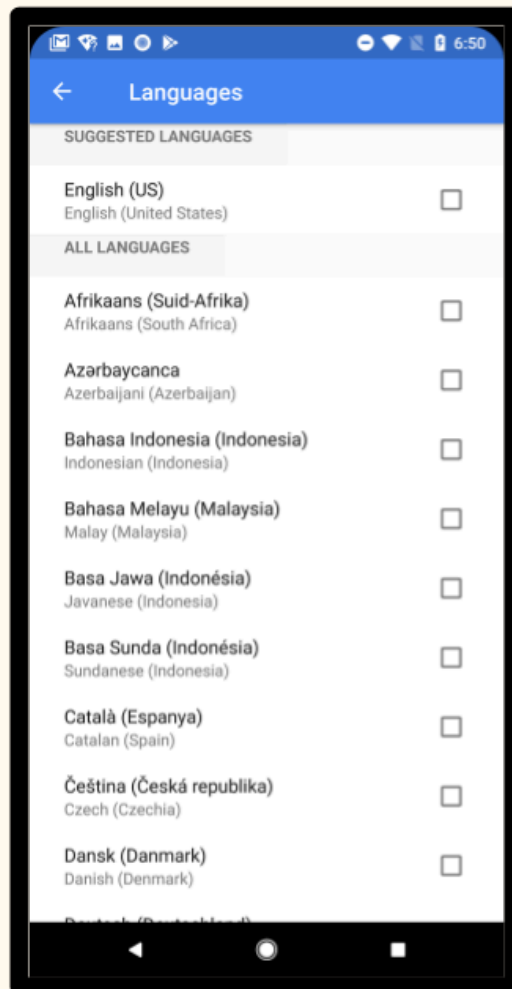 6:50
Languages
SUGGESTED LANGUAGES
English (US)
English (United States)
ALL LANGUAGES
Afrikaans (Suid-Afrika)
Afrikaans (South Africa)
Azərbaycanca
Azerbaijani (Azerbaijan)
Bahasa Indonesia (Indonesia)
Indonesian (Indonesia)
Bahasa Melayu (Malaysia)
Malay (Malaysia)
Basa Jawa (Indonésia)
Javanese (Indonesia)
Basa Sunda (Indonésia)
Sundanese (Indonesia)
Català (Espanya)
Catalan (Spain)
Čeština (Česká republika)
Czech (Czechia)
Dansk (Danmark)
Danish (Denmark)